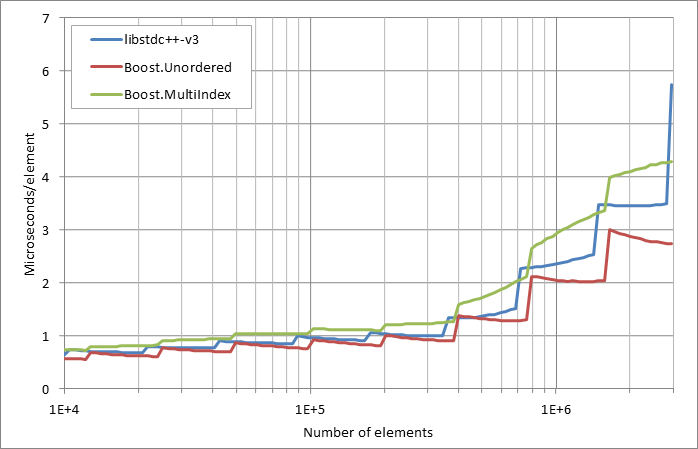 7
libstdc++-v3
Boost.Unordered
Boost.MultiIndex
6
5
4
3
2
1
0
Microseconds/element
1E+4
1E+5
1E+6
Number of elements